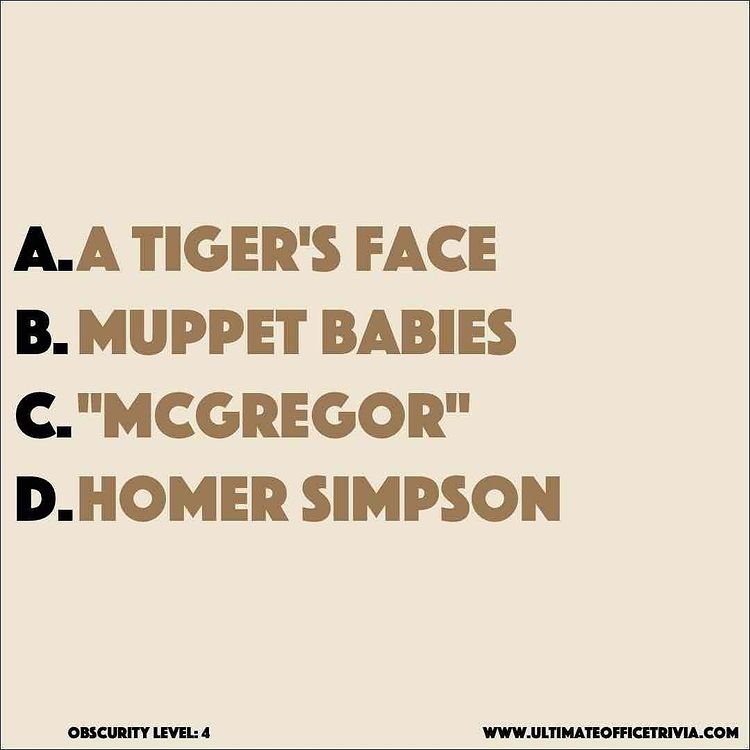 A. A TIGER'S FACE
B. MUPPET BABIES
C. "MCGREGOR"
D. HOMER SIMPSON
OBSCURITY LEVEL: 4
WWW.ULTIMATEOFFICETRIVIA.COM